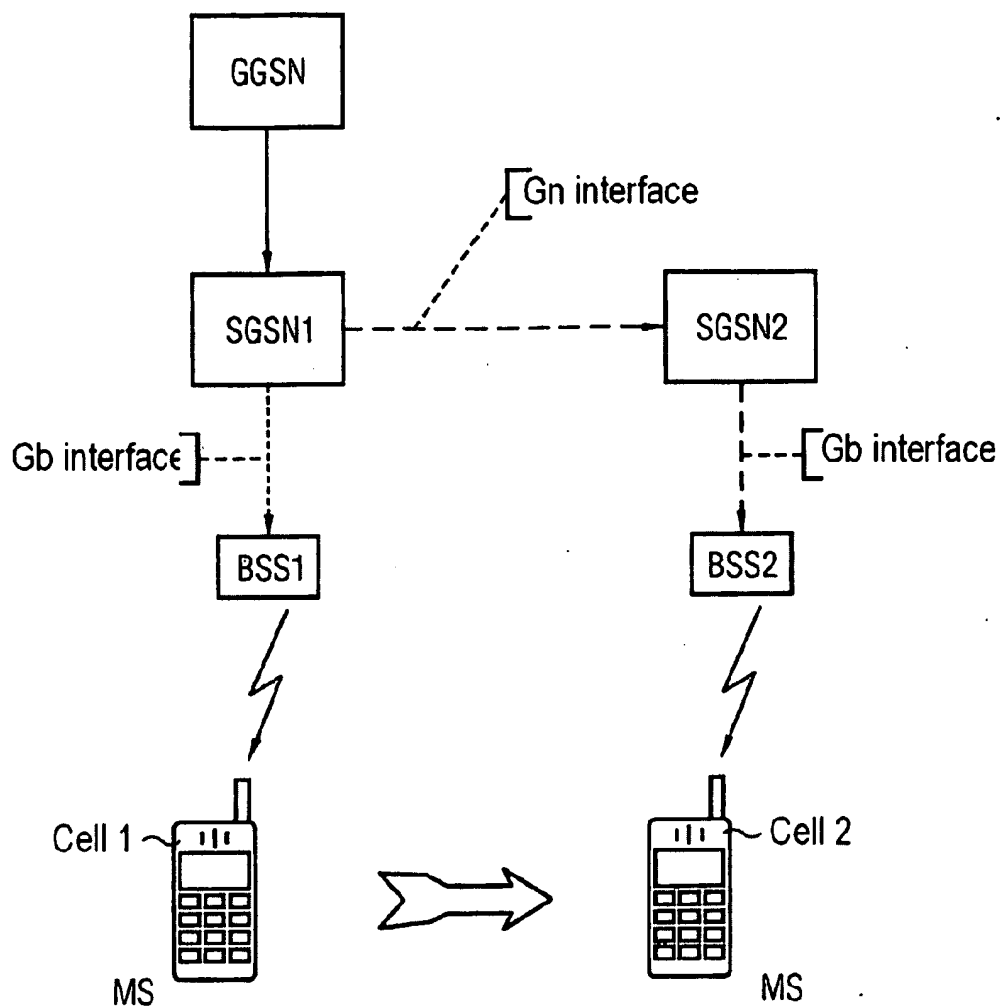 GGSN
Gn interface
SGSN1
SGSN2
Gb interface
Gb interface
BSS1
BSS2
Cell 1
Cell 2
MS
MS